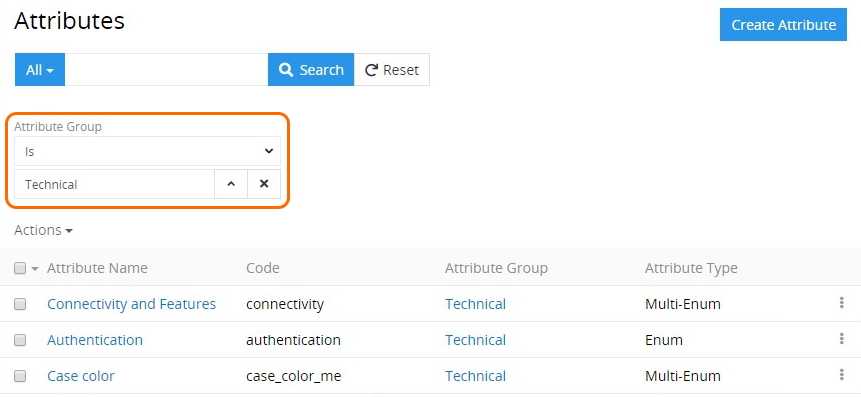 Attributes
Create Attribute
All Search Reset
Attribute Group
Is
Technical
Actions
Attribute Name Code Attribute Group Attribute Type
Connectivity and Features connectivity Technical Multi-Enum
Authentication authentication Technical Enum
Case color case_color_me Technical Multi-Enum